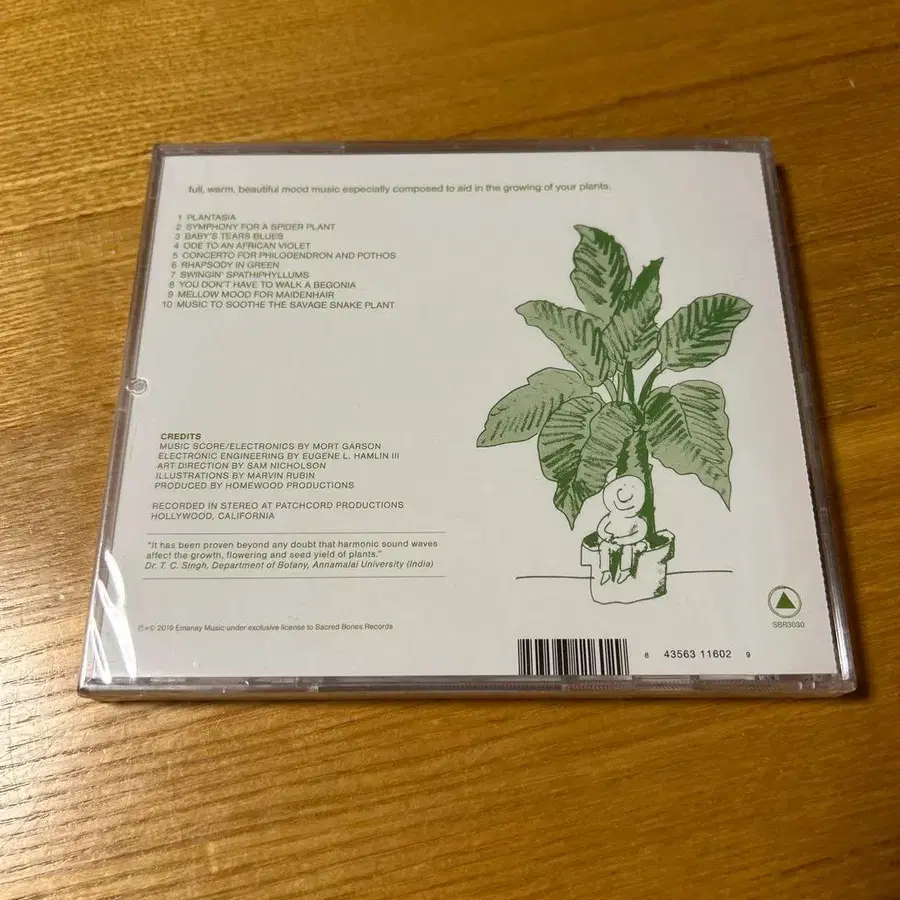 full, warm, beautiful mood music especially composed to aid in the growing of your plants.
1 PLANTASIA
2 SYMPHONY FOR A SPIDER PLANT
3 BABY'S TEARS BLUES
4 ODE TO AN AFRICAN VIOLET
5 CONCERTO FOR PHILODENDRON AND POTHOS
6 RHAPSODY IN GREEN
7 SWINGIN' SPATHIPHYLLUMS
8 YOU DON'T HAVE TO WALK A BEGONIA
9 MELLOW MOOD FOR MAIDENHAIR
10 MUSIC TO SOOTHE THE SAVAGE SNAKE PLANT
CREDITS
MUSIC SCORE/ELECTRONICS BY MORT GARSON
ELECTRONIC ENGINEERING BY EUGENE L. HAMLIN III
ART DIRECTION BY SAM NICHOLSON
ILLUSTRATIONS BY MARVIN RUBIN
PRODUCED BY HOMEWOOD PRODUCTIONS
RECORDED IN STEREO AT PATCHCORD PRODUCTIONS
HOLLYWOOD, CALIFORNIA
"It has been proven beyond any doubt that harmonic sound waves
affect the growth, flowering and seed yield of plants."
Dr. T. C. Singh, Department of Botany, Annamalai University (India)
℗+© 2019 Emanay Music under exclusive license to Sacred Bones Records
8 43563 11602 9
SBR3030